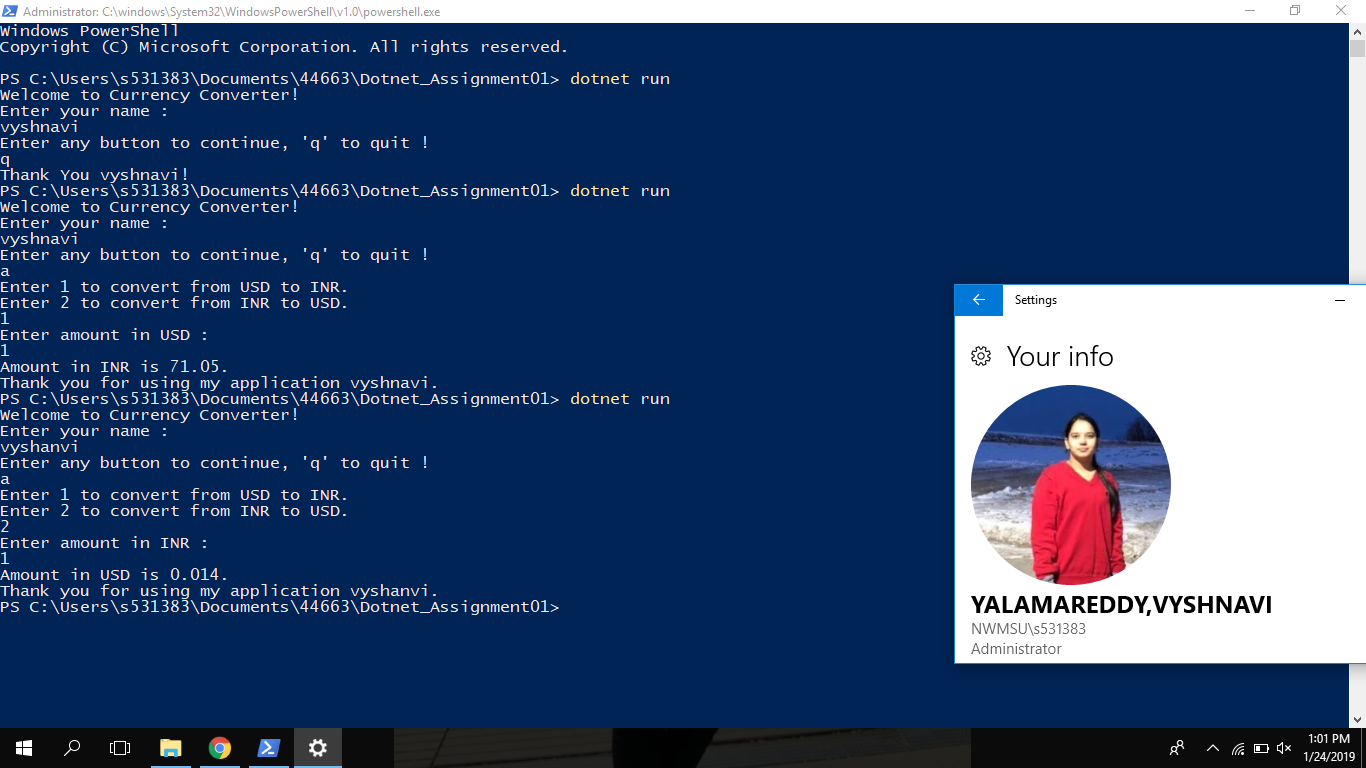 Administrator: C:\windows\System32\WindowsPowerShell\v1.0\powershell.exe
Windows PowerShell
Copyright (C) Microsoft Corporation. All rights reserved.
PS C:\Users\s531383\Documents\44663\Dotnet_Assignment01> dotnet run
Welcome to Currency Converter!
Enter your name :
vyshnavi
Enter any button to continue, 'q' to quit !
q
Thank You vyshnavi!
PS C:\Users\s531383\Documents\44663\Dotnet_Assignment01> dotnet run
Welcome to Currency Converter!
Enter your name :
vyshnavi
Enter any button to continue, 'q' to quit !
a
Enter 1 to convert from USD to INR.
Enter 2 to convert from INR to USD.
1
Enter amount in USD :
1
Amount in INR is 71.05.
Thank you for using my application vyshnavi.
PS C:\Users\s531383\Documents\44663\Dotnet_Assignment01> dotnet run
Welcome to Currency Converter!
Enter your name :
vyshanvi
Enter any button to continue, 'q' to quit !
a
Enter 1 to convert from USD to INR.
Enter 2 to convert from INR to USD.
2
Enter amount in INR :
1
Amount in USD is 0.014.
Thank you for using my application vyshanvi.
PS C:\Users\s531383\Documents\44663\Dotnet_Assignment01>
Settings
Your info
YALAMAREDDY,VYSHNAVI
NWMSU\s531383
Administrator
1:01 PM
1/24/2019